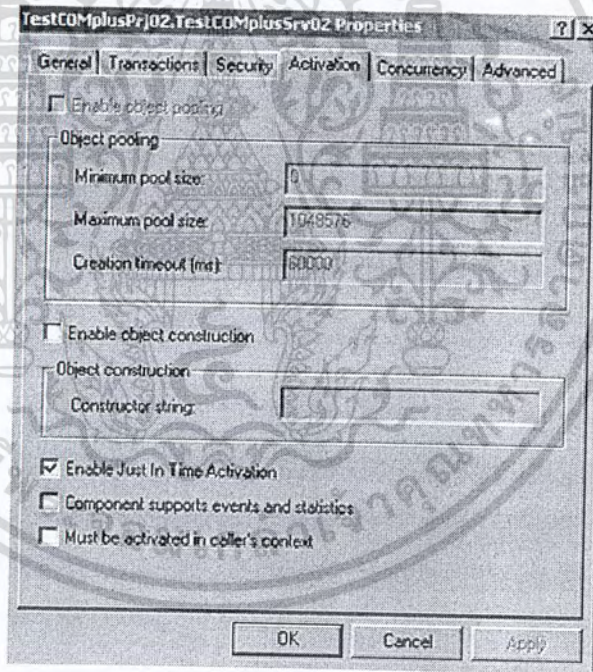 TestCOMplusPrj02.TestCOMplusSrv02 Properties
General Transactions Security Activation Concurrency Advanced
Enable object pooling
Object pooling
Minimum pool size: 0
Maximum pool size: 1048576
Creation timeout (ms): 60000
Enable object construction
Object construction
Constructor string:
Enable Just In Time Activation
Component supports events and statistics
Must be activated in caller's context
OK Cancel Apply